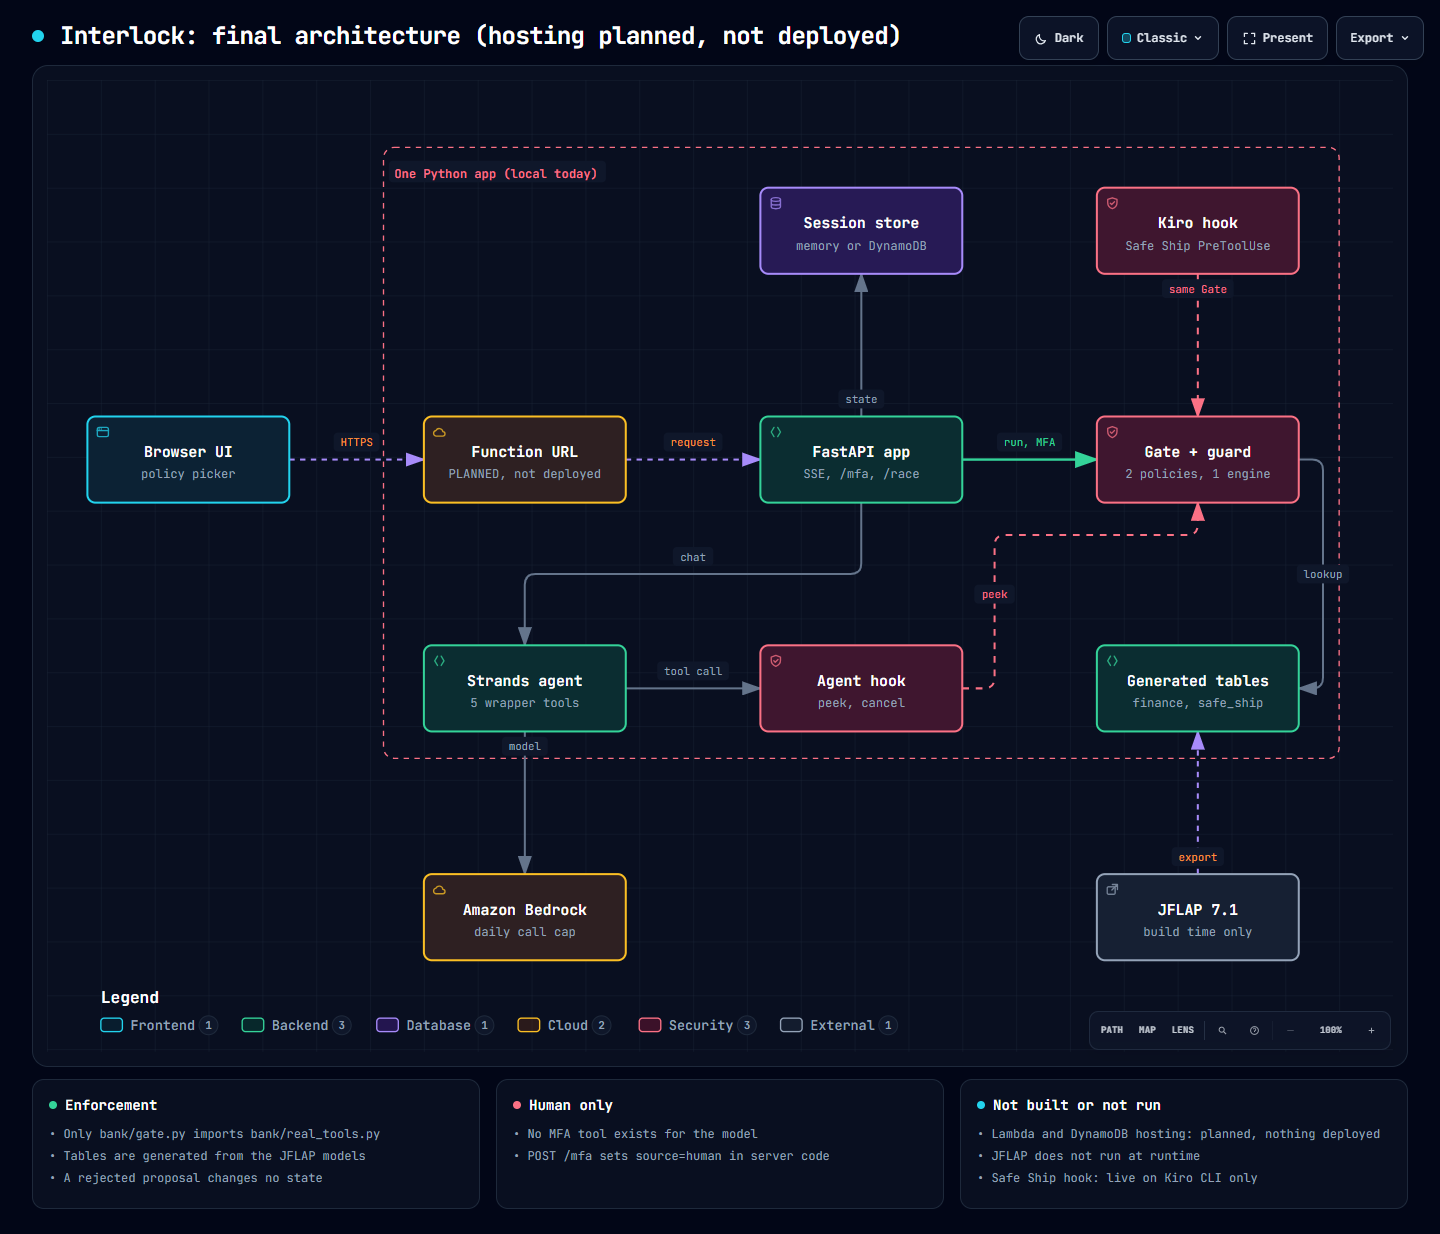 Interlock: final architecture (hosting planned, not deployed)
Dark
Classic
Present
Export
One Python app (local today)
Session store
memory or DynamoDB
Kiro hook
Safe Ship PreToolUse
same Gate
state
Browser UI
policy picker
HTTPS
Function URL
PLANNED, not deployed
request
FastAPI app
SSE, /mfa, /race
run, MFA
Gate + guard
2 policies, 1 engine
chat
lookup
peek
Strands agent
5 wrapper tools
tool call
Agent hook
peek, cancel
Generated tables
finance, safe_ship
model
export
Amazon Bedrock
daily call cap
JFLAP 7.1
build time only
Legend
Frontend 1
Backend 3
Database 1
Cloud 2
Security 3
External 1
PATH MAP LENS 100%
Enforcement
• Only bank/gate.py imports bank/real_tools.py
• Tables are generated from the JFLAP models
• A rejected proposal changes no state
Human only
• No MFA tool exists for the model
• POST /mfa sets source=human in server code
Not built or not run
• Lambda and DynamoDB hosting: planned, nothing deployed
• JFLAP does not run at runtime
• Safe Ship hook: live on Kiro CLI only